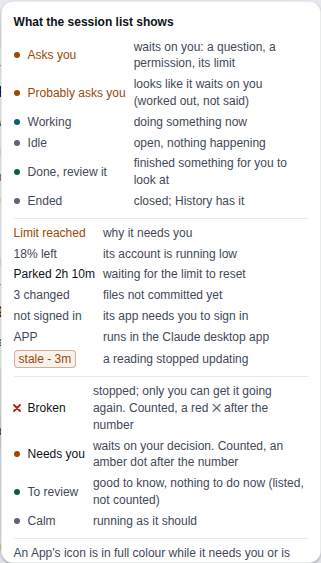 What the session list shows
Asks you waits on you: a question, a
permission, its limit
Probably asks you looks like it waits on you
(worked out, not said)
Working doing something now
Idle open, nothing happening
Done, review it finished something for you to
look at
Ended closed; History has it
Limit reached why it needs you
18% left its account is running low
Parked 2h 10m waiting for the limit to reset
3 changed files not committed yet
not signed in its app needs you to sign in
APP runs in the Claude desktop app
stale - 3m a reading stopped updating
Broken stopped; only you can get it going
again. Counted, a red ✕ after the
number
Needs you waits on your decision. Counted, an
amber dot after the number
To review good to know, nothing to do now (listed,
not counted)
Calm running as it should
An App's icon is in full colour while it needs you or is